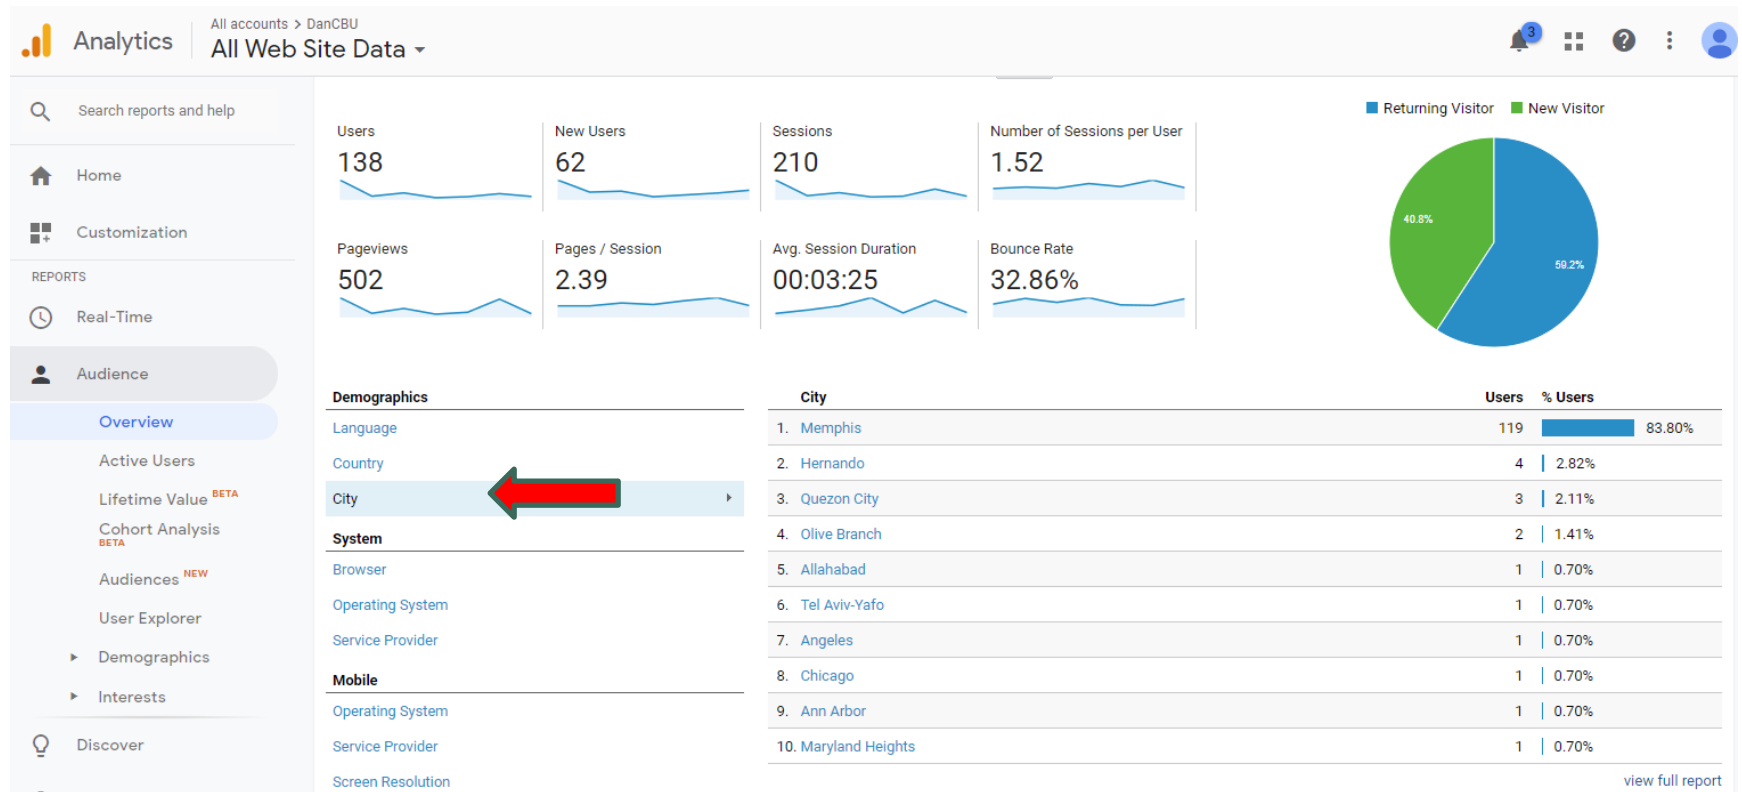 Analytics
All accounts > DanCBU
All Web Site Data
3
Search reports and help
Home
Customization
REPORTS
Real-Time
Audience
Overview
Active Users
Lifetime Value BETA
Cohort Analysis
BETA
Audiences NEW
User Explorer
Demographics
Interests
Discover
Users
138
New Users
62
Sessions
210
Number of Sessions per User
1.52
Pageviews
502
Pages / Session
2.39
Avg. Session Duration
00:03:25
Bounce Rate
32.86%
Returning Visitor New Visitor
40.8%
59.2%
Demographics
Language
Country
City
System
Browser
Operating System
Service Provider
Mobile
Operating System
Service Provider
Screen Resolution
City Users % Users
1. Memphis 119 83.80%
2. Hernando 4 2.82%
3. Quezon City 3 2.11%
4. Olive Branch 2 1.41%
5. Allahabad 1 0.70%
6. Tel Aviv-Yafo 1 0.70%
7. Angeles 1 0.70%
8. Chicago 1 0.70%
9. Ann Arbor 1 0.70%
10. Maryland Heights 1 0.70%
view full report